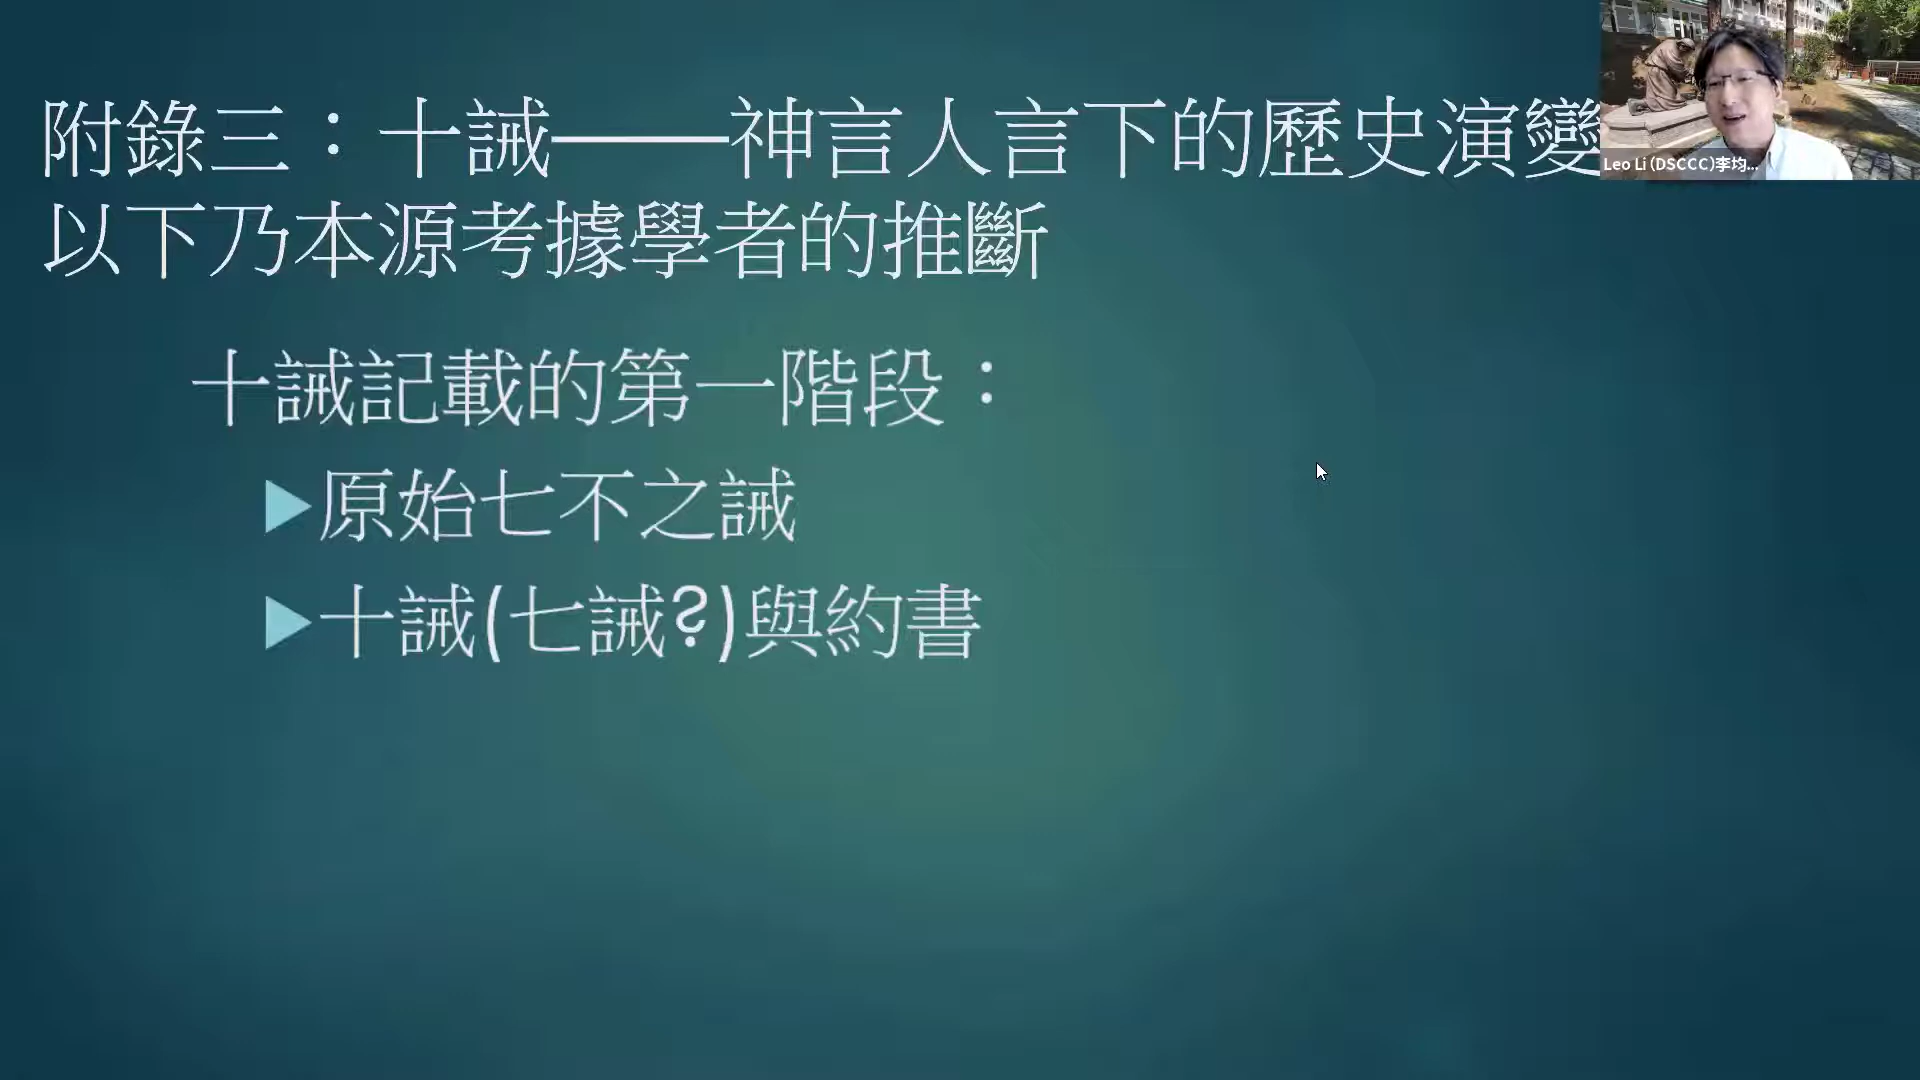 附錄三：十誡——神言人言下的歷史演變
以下乃本源考據學者的推斷
十誡記載的第一階段：
原始七不之誡
十誡(七誡?)與約書
Leo Li (DSCCC)李均...